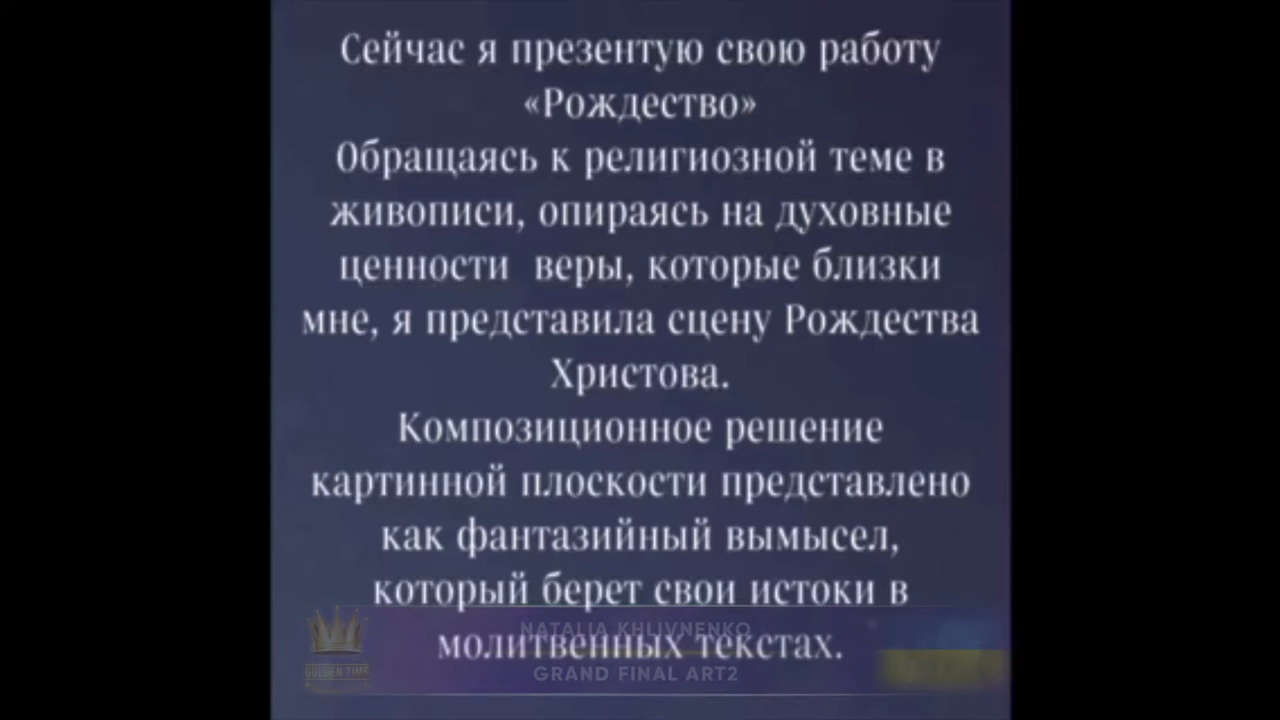 Сейчас я презентую свою работу
«Рождество»
Обращаясь к религиозной теме в
живописи, опираясь на духовные
ценности веры, которые близки
мне, я представила сцену Рождества
Христова.
Композиционное решение
картинной плоскости представлено
как фантазийный вымысел,
который берет свои истоки в
молитвенных текстах.
NATALIA KHLIVNENKO
GRAND FINAL ART2
GOLDEN TIME